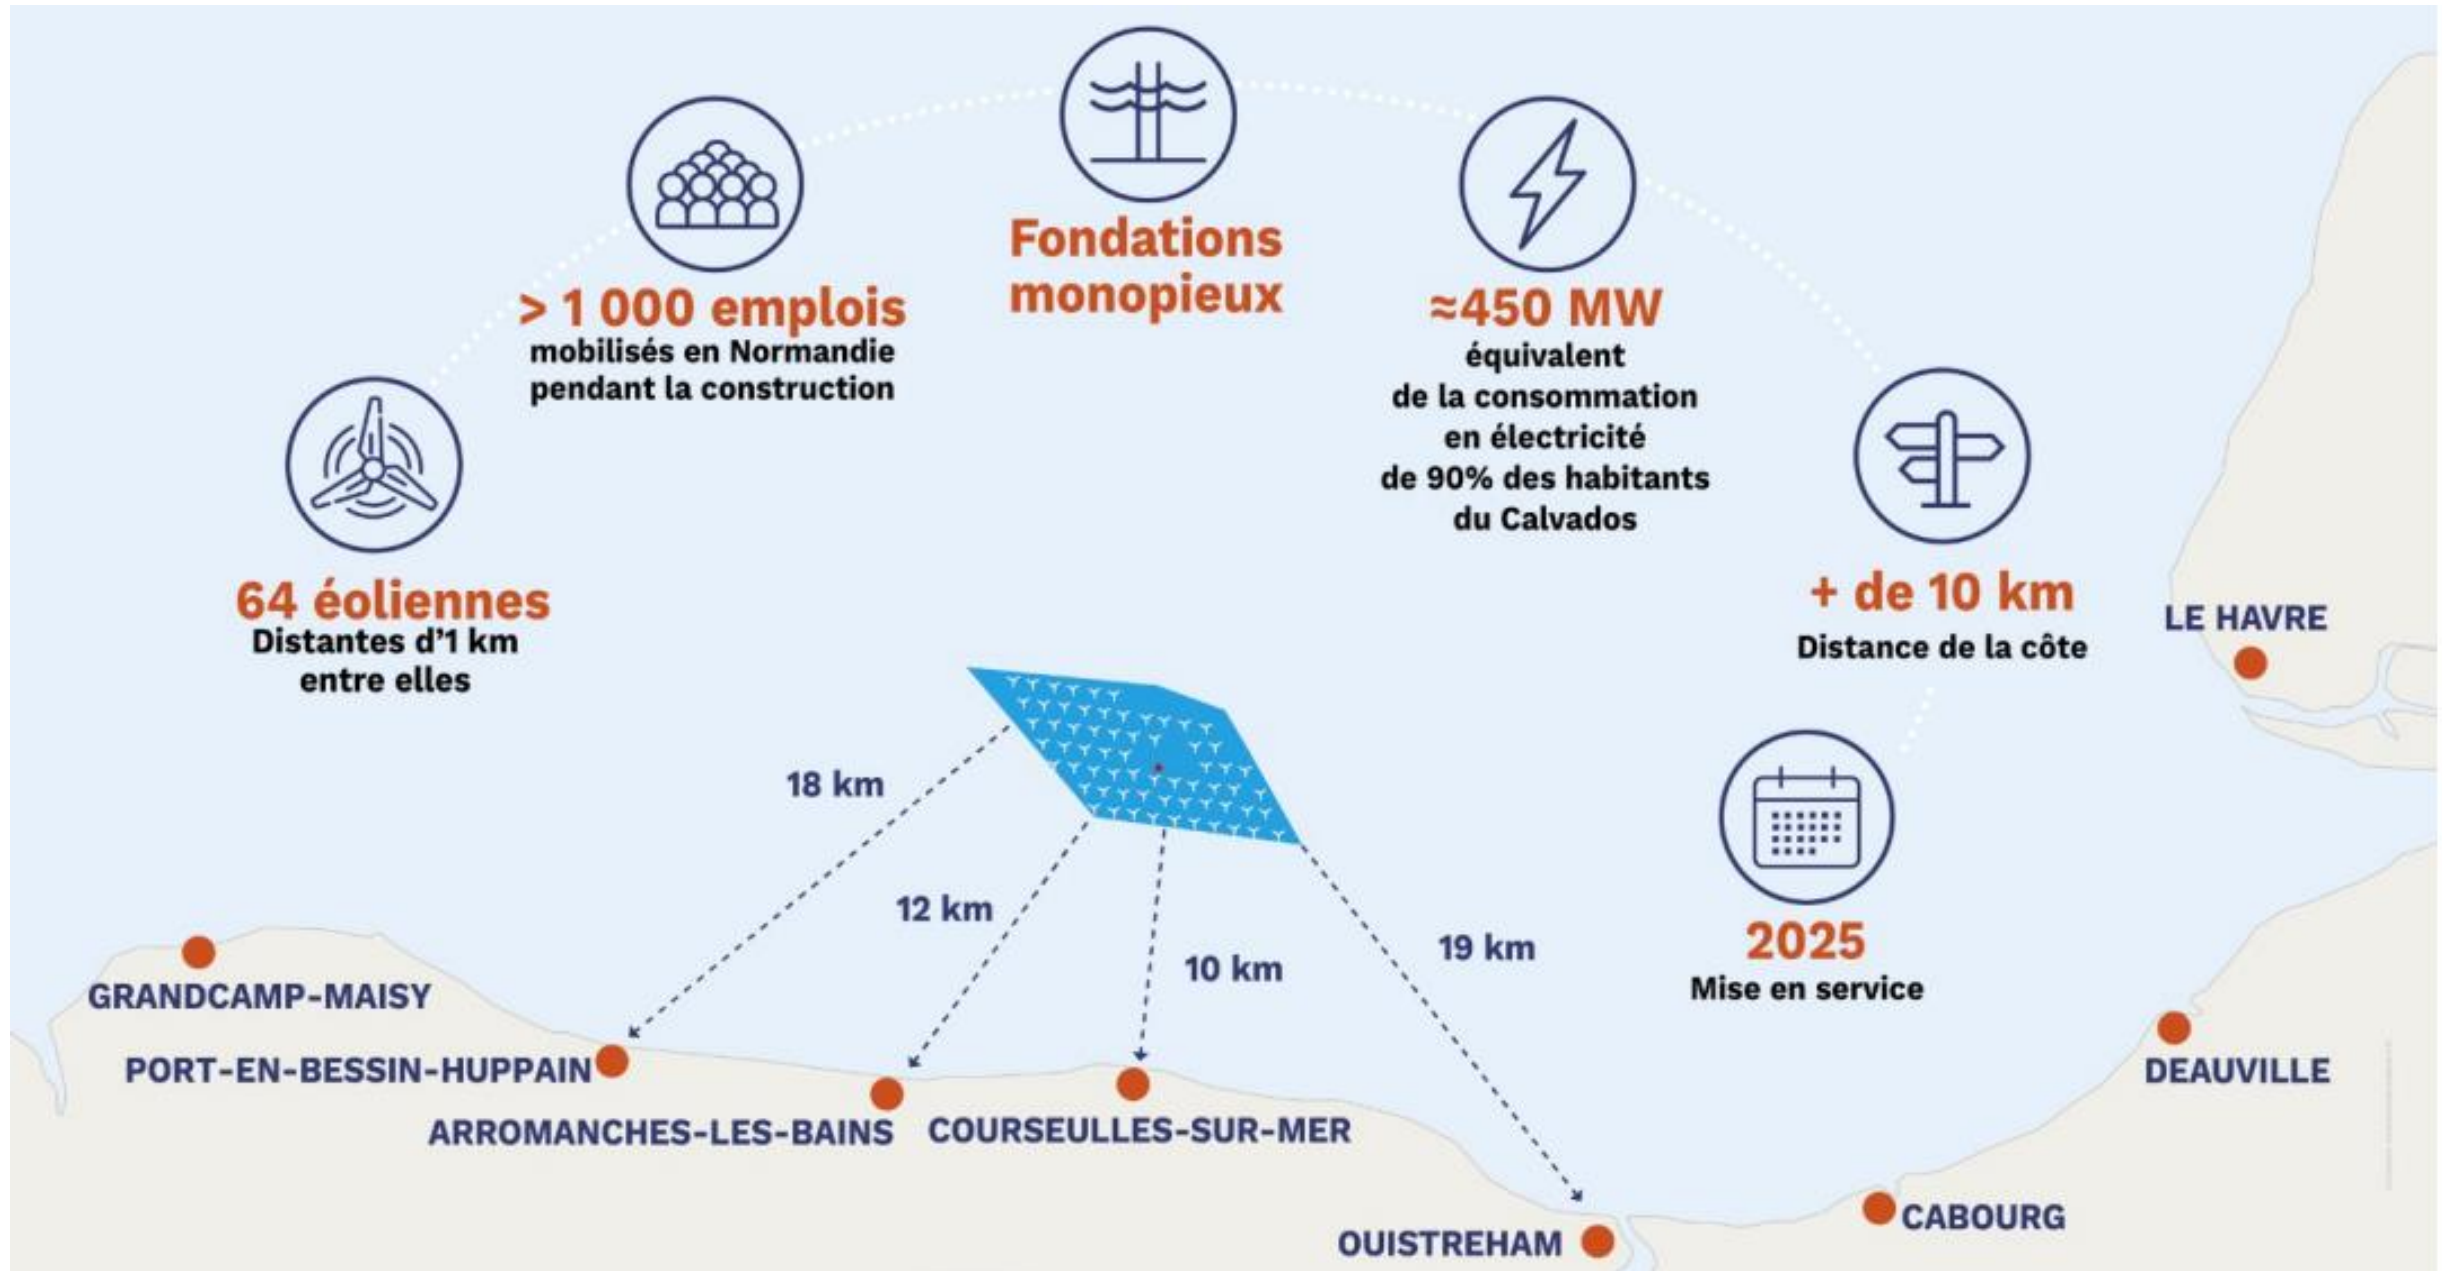 Fondations
monopieux
> 1 000 emplois
mobilisés en Normandie
pendant la construction
≈450 MW
équivalent
de la consommation
en électricité
de 90% des habitants
du Calvados
64 éoliennes
Distantes d'1 km
entre elles
+ de 10 km
Distance de la côte
LE HAVRE
18 km
12 km
10 km
19 km
2025
Mise en service
GRANDCAMP-MAISY
PORT-EN-BESSIN-HUPPAIN
ARROMANCHES-LES-BAINS
COURSEULLES-SUR-MER
OUISTREHAM
CABOURG
DEAUVILLE